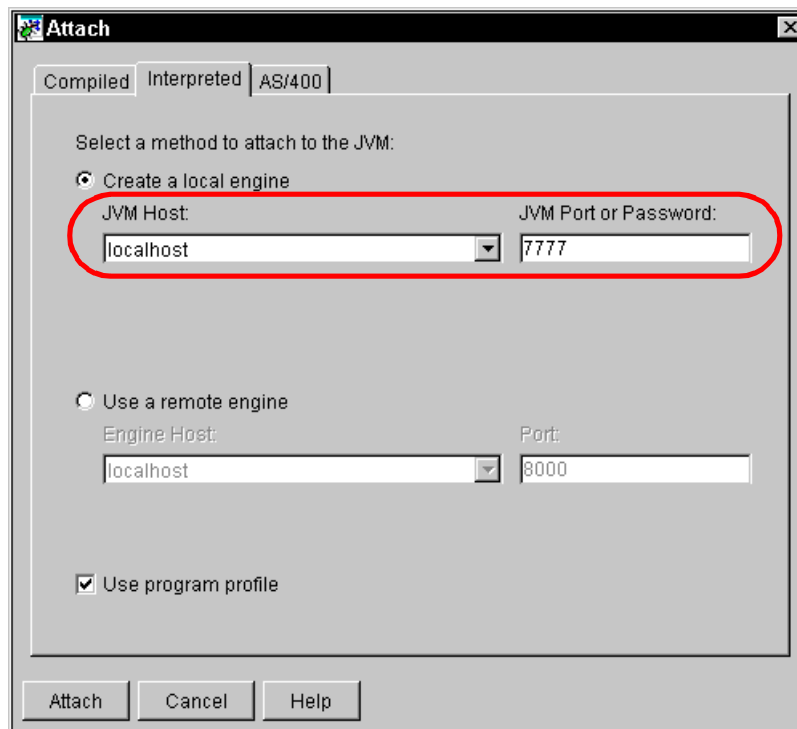 Attach
Compiled Interpreted AS/400
Select a method to attach to the JVM:
Create a local engine
JVM Host: JVM Port or Password:
localhost 7777
Use a remote engine
Engine Host: Port:
localhost 8000
Use program profile
Attach Cancel Help